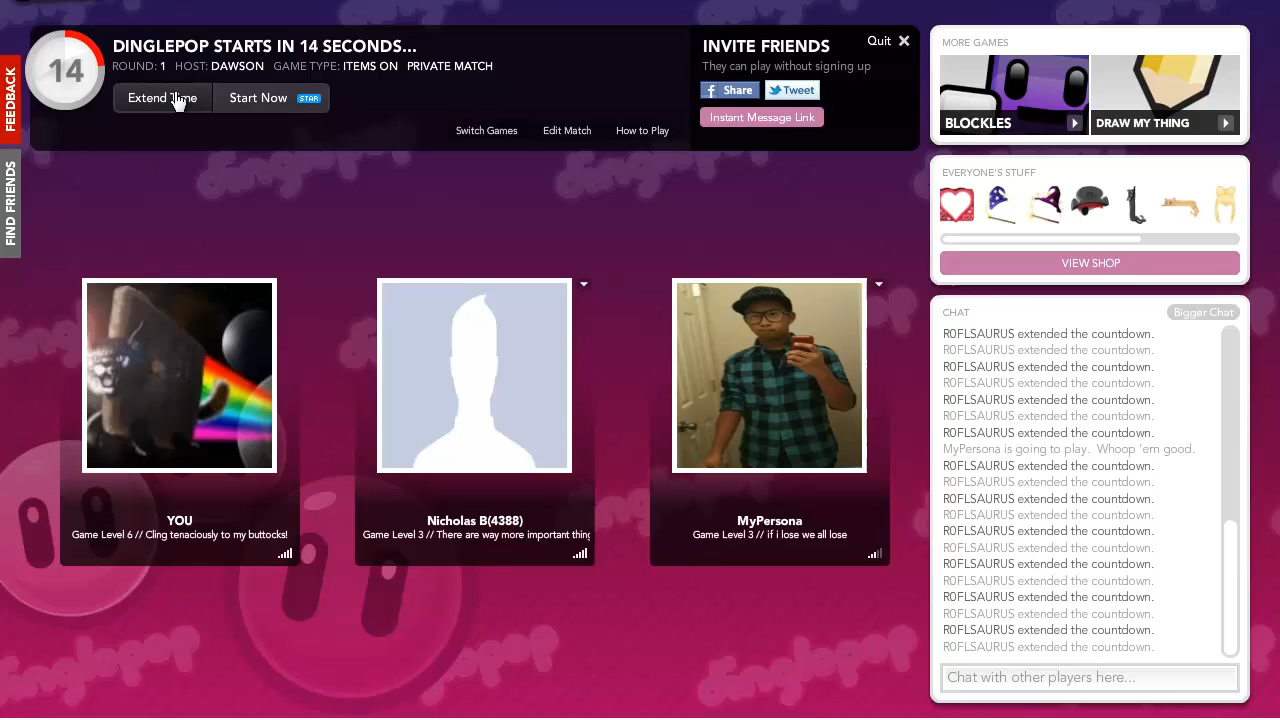 FEEDBACK
FIND FRIENDS
14
DINGLEPOP STARTS IN 14 SECONDS...
ROUND: 1 HOST: DAWSON GAME TYPE: ITEMS ON PRIVATE MATCH
Extend Time
Start Now STAR
Switch Games Edit Match How to Play
INVITE FRIENDS
Quit
They can play without signing up
Share
Tweet
Instant Message Link
MORE GAMES
BLOCKLES
DRAW MY THING
EVERYONE'S STUFF
VIEW SHOP
YOU
Game Level 6 // Cling tenaciously to my buttocks!
Nicholas B(4388)
Game Level 3 // There are way more important thing
MyPersona
Game Level 3 // if i lose we all lose
CHAT
Bigger Chat
R0FLSAURUS extended the countdown.
R0FLSAURUS extended the countdown.
R0FLSAURUS extended the countdown.
R0FLSAURUS extended the countdown.
R0FLSAURUS extended the countdown.
R0FLSAURUS extended the countdown.
R0FLSAURUS extended the countdown.
MyPersona is going to play. Whoop 'em good.
R0FLSAURUS extended the countdown.
R0FLSAURUS extended the countdown.
R0FLSAURUS extended the countdown.
R0FLSAURUS extended the countdown.
R0FLSAURUS extended the countdown.
R0FLSAURUS extended the countdown.
R0FLSAURUS extended the countdown.
R0FLSAURUS extended the countdown.
R0FLSAURUS extended the countdown.
R0FLSAURUS extended the countdown.
R0FLSAURUS extended the countdown.
R0FLSAURUS extended the countdown.
Chat with other players here...
dinglepop
dinglepop
dinglepop
dinglepop